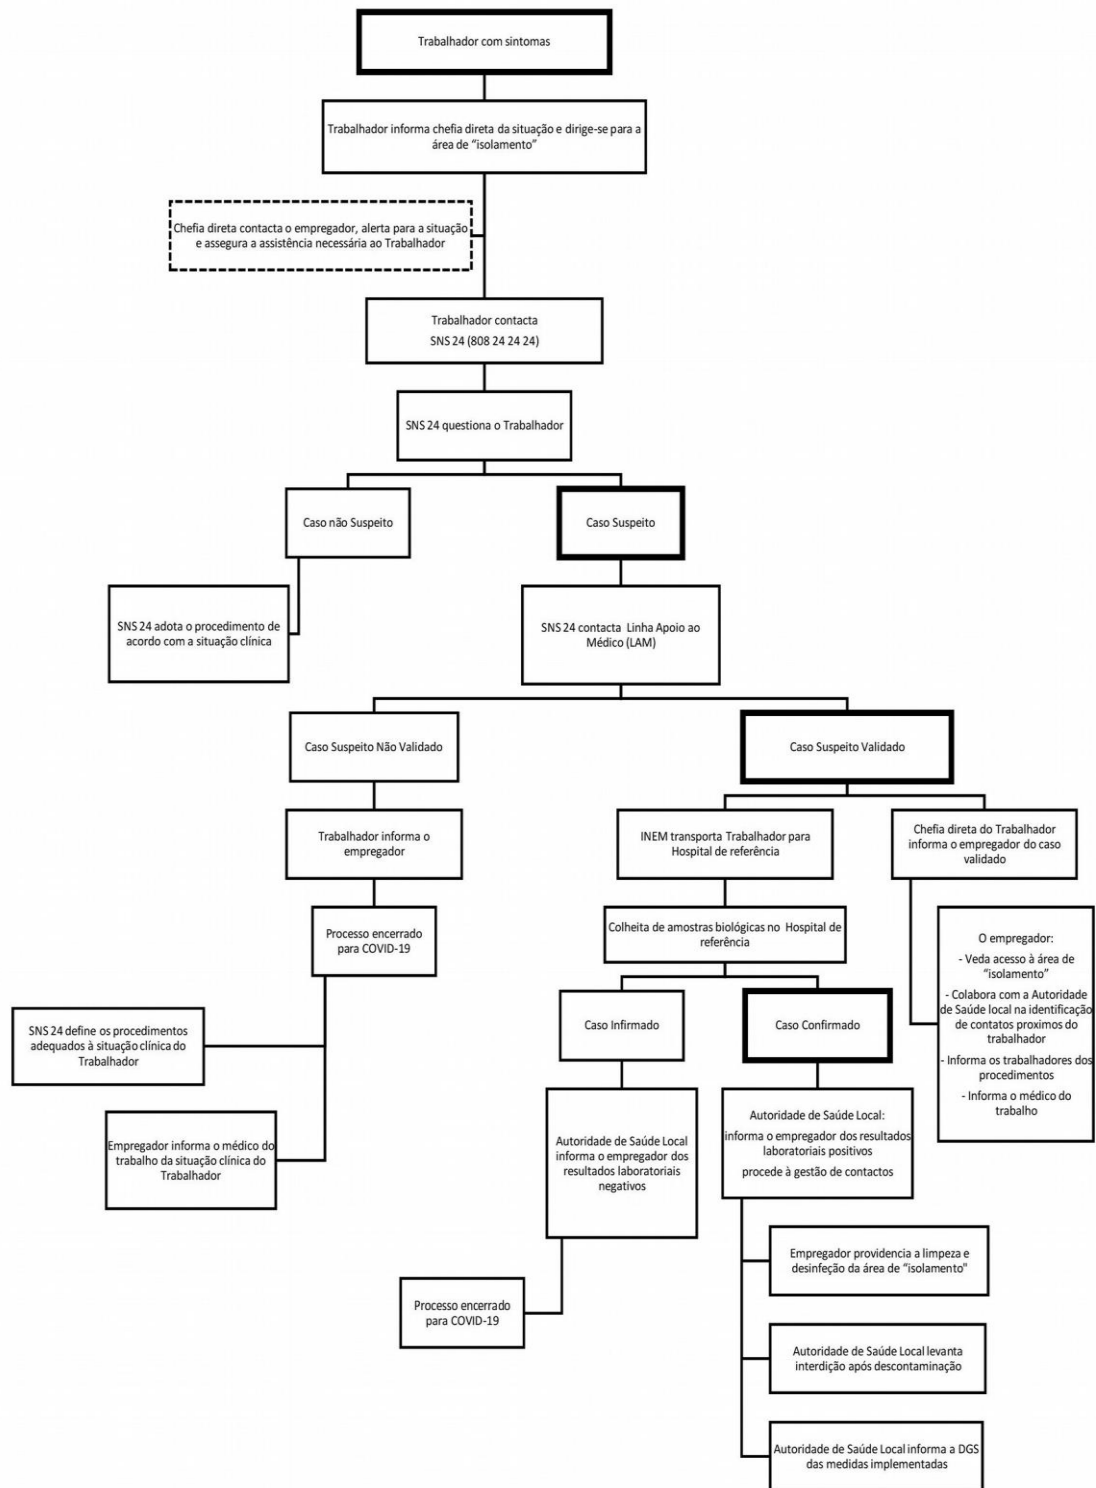 Trabalhador com sintomas
Trabalhador informa chefia direta da situação e dirige-se para a
área de “isolamento”
Chefia direta contacta o empregador, alerta para a situação
e assegura a assistência necessária ao Trabalhador
Trabalhador contacta
SNS 24 (808 24 24 24)
SNS 24 questiona o Trabalhador
Caso não Suspeito
Caso Suspeito
SNS 24 adota o procedimento de
acordo com a situação clínica
SNS 24 contacta Linha Apoio ao
Médico (LAM)
Caso Suspeito Não Validado
Caso Suspeito Validado
Trabalhador informa o
empregador
INEM transporta Trabalhador para
Hospital de referência
Chefia direta do Trabalhador
informa o empregador do caso
validado
Processo encerrado
para COVID-19
Colheita de amostras biológicas no Hospital de
referência
O empregador:
- Veda acesso à área de
“isolamento”
- Colabora com a Autoridade
de Saúde local na identificação
de contatos proximos do
trabalhador
- Informa os trabalhadores dos
procedimentos
- Informa o médico do
trabalho
SNS 24 define os procedimentos
adequados à situação clínica do
Trabalhador
Caso Infirmado
Caso Confirmado
Empregador informa o médico do
trabalho da situação clínica do
Trabalhador
Autoridade de Saúde Local
informa o empregador dos
resultados laboratoriais
negativos
Autoridade de Saúde Local:
informa o empregador dos resultados
laboratoriais positivos
procede à gestão de contactos
Processo encerrado
para COVID-19
Empregador providencia a limpeza e
desinfeção da área de “isolamento"
Autoridade de Saúde Local levanta
interdição após descontaminação
Autoridade de Saúde Local informa a DGS
das medidas implementadas